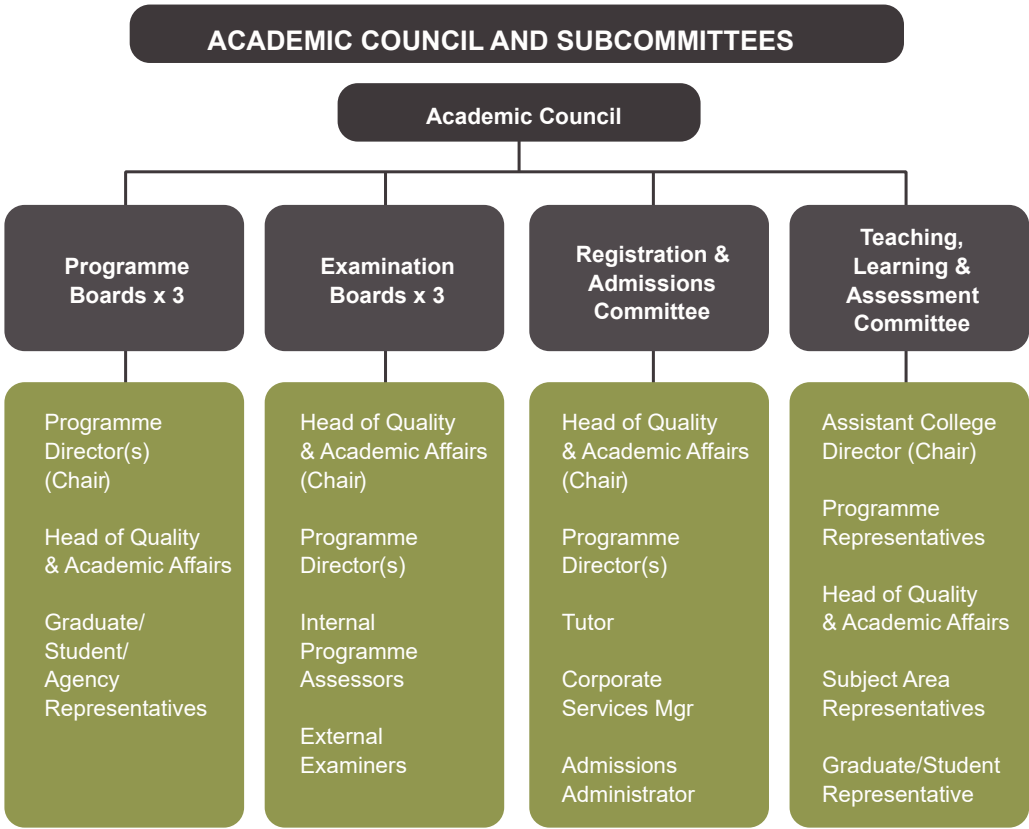 ACADEMIC COUNCIL AND SUBCOMMITTEES
Academic Council
Programme
Boards x 3
Examination
Boards x 3
Registration &
Admissions
Committee
Teaching,
Learning &
Assessment
Committee
Programme
Director(s)
(Chair)
Head of Quality
& Academic Affairs
Graduate/
Student/
Agency
Representatives
Head of Quality
& Academic Affairs
(Chair)
Programme
Director(s)
Internal
Programme
Assessors
External
Examiners
Head of Quality
& Academic Affairs
(Chair)
Programme
Director(s)
Tutor
Corporate
Services Mgr
Admissions
Administrator
Assistant College
Director (Chair)
Programme
Representatives
Head of Quality
& Academic Affairs
Subject Area
Representatives
Graduate/Student
Representative